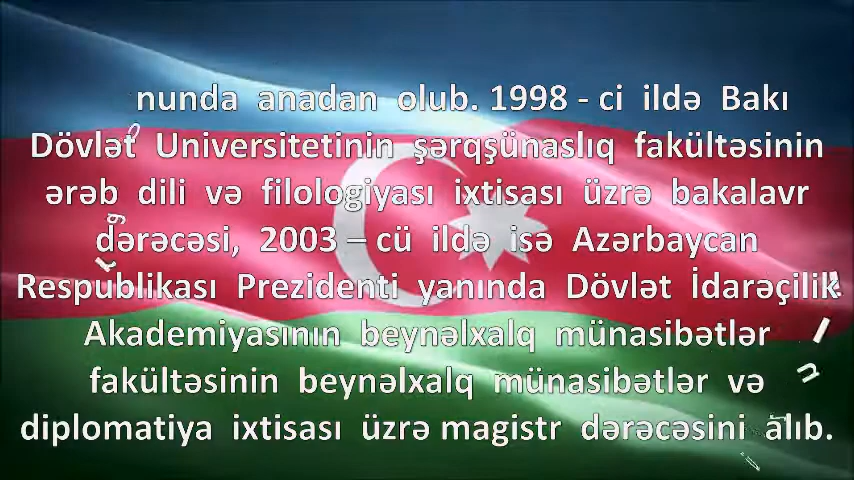 nunda anadan olub. 1998 - ci ildə Bakı
Dövlət Universitetinin şərqşünaslıq fakültəsinin
ərəb dili və filologiyası ixtisası üzrə bakalavr
dərəcəsi, 2003 – cü ildə isə Azərbaycan
Respublikası Prezidenti yanında Dövlət İdarəçilik
Akademiyasının beynəlxalq münasibətlər
fakültəsinin beynəlxalq münasibətlər və
diplomatiya ixtisası üzrə magistr dərəcəsini alıb.